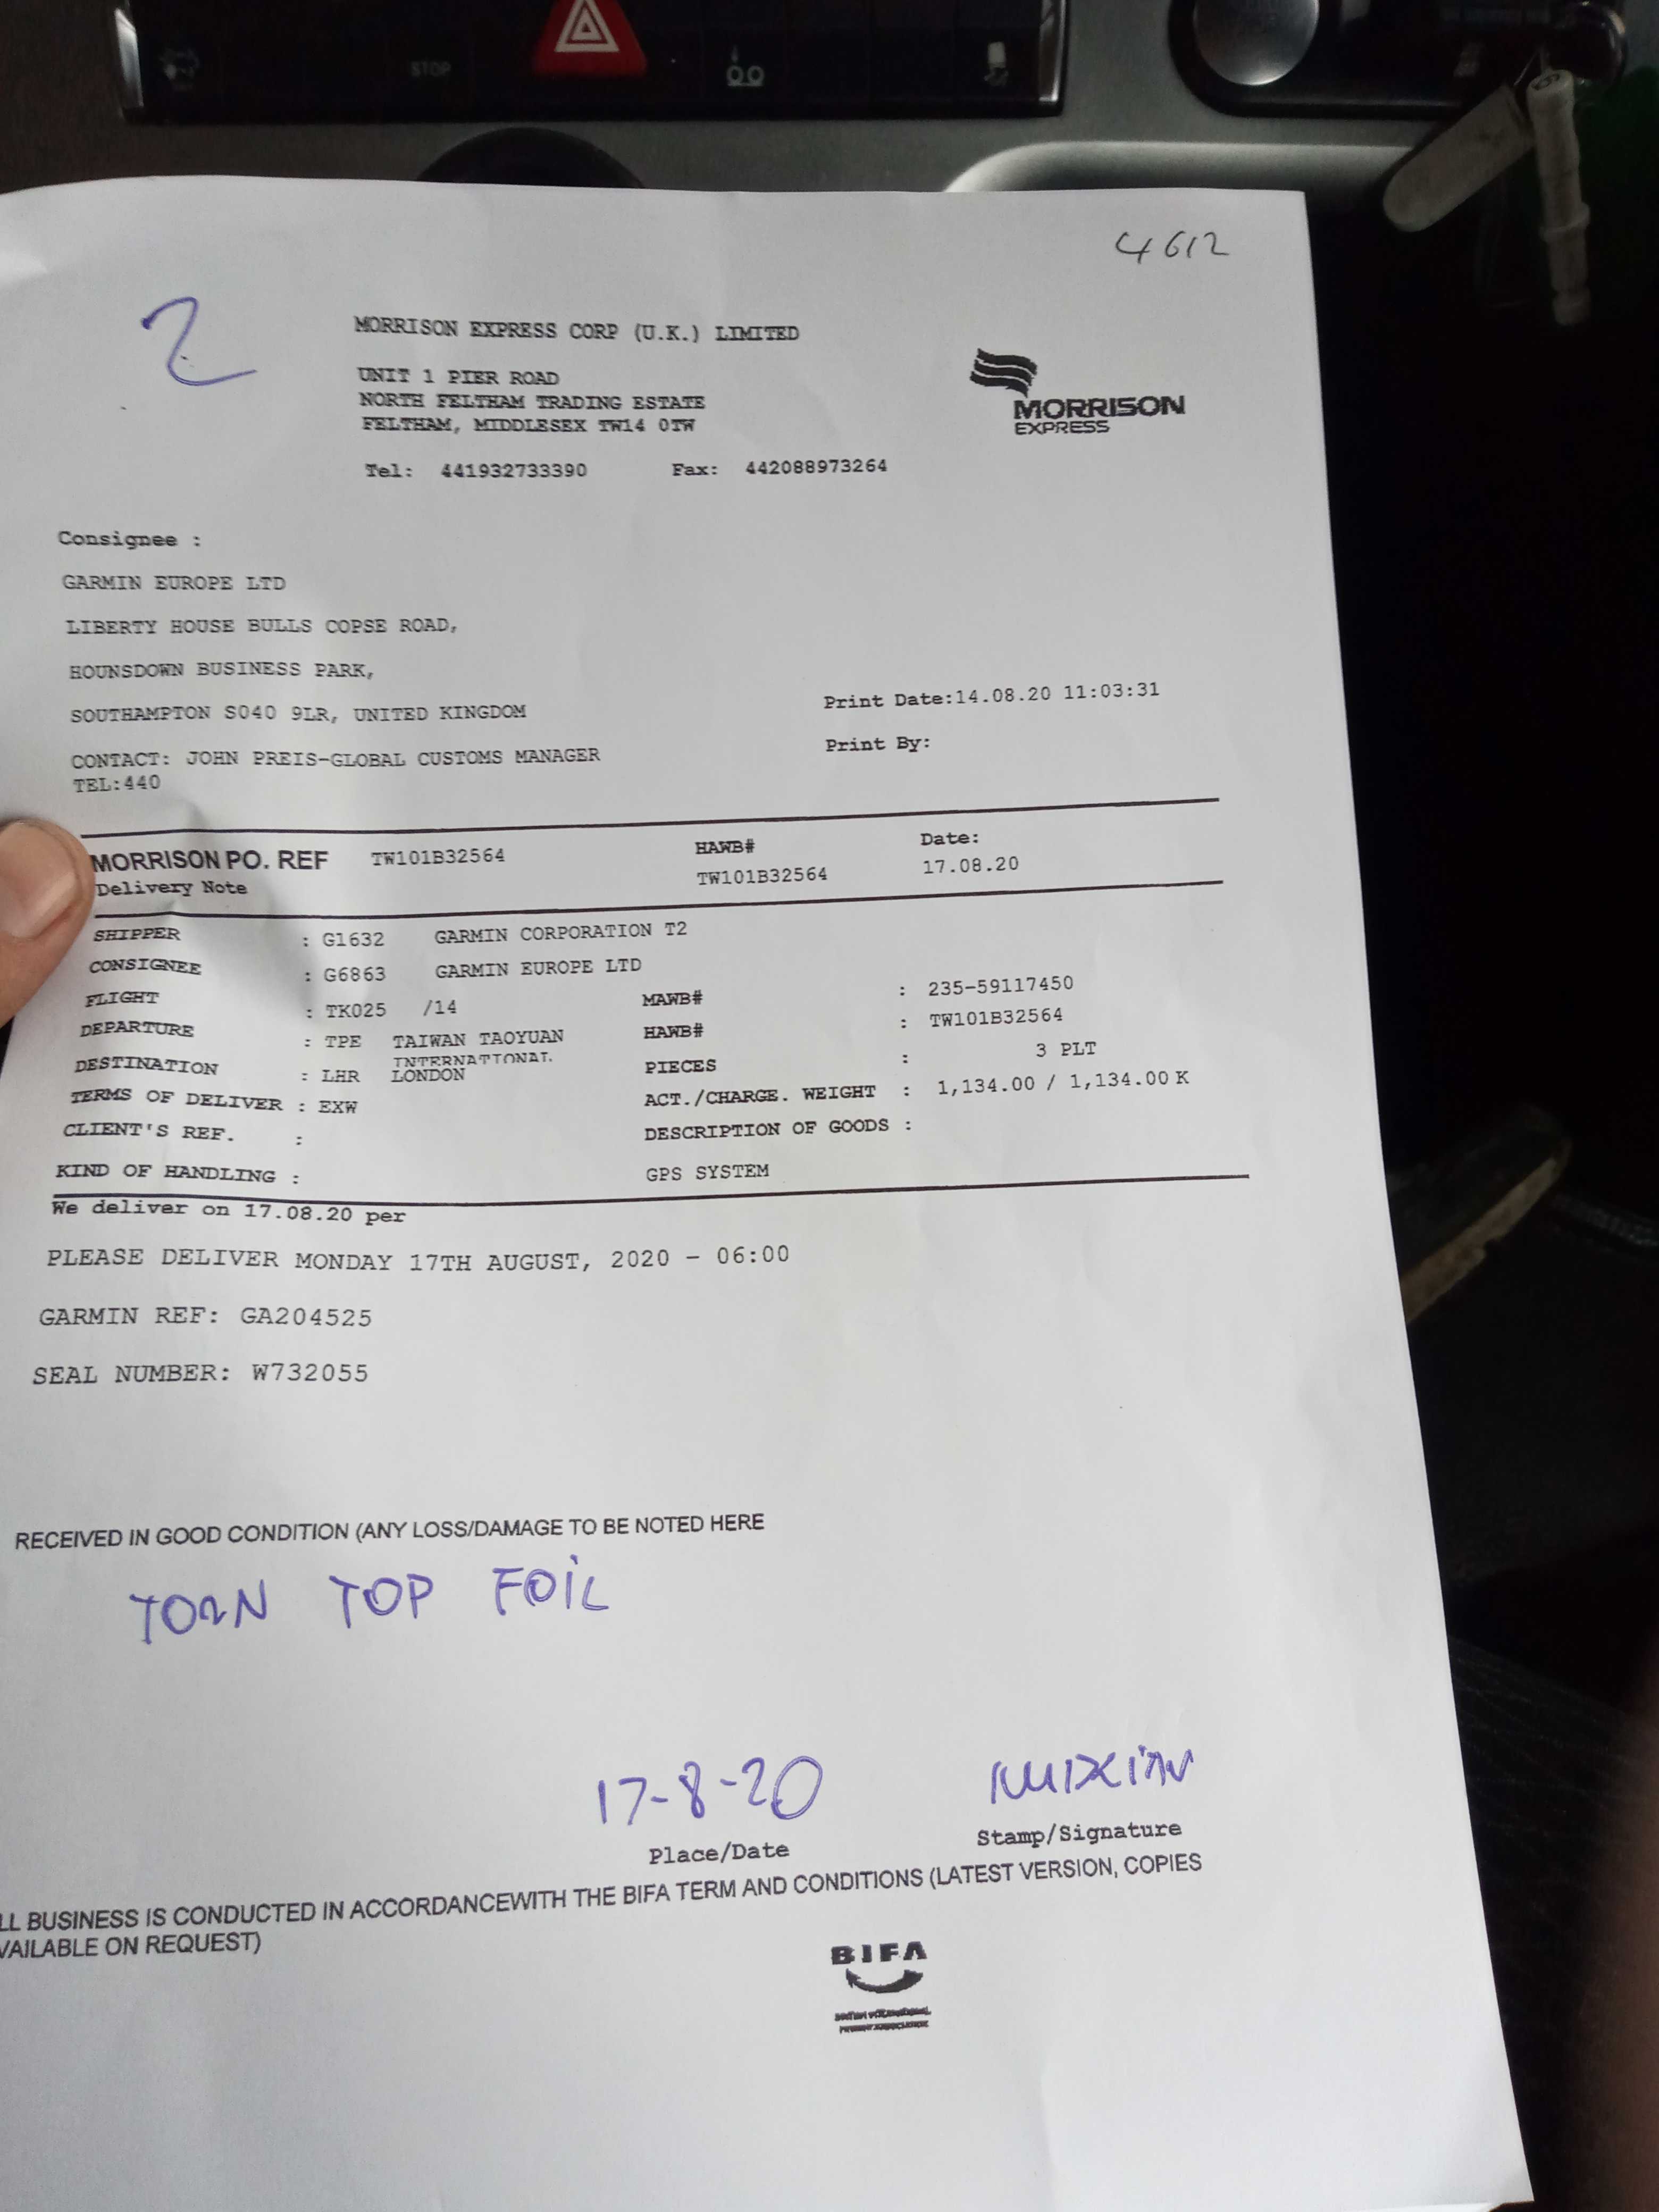 STOP
4612
2
MORRISON EXPRESS CORP (U.K.) LIMITED
UNIT 1 PIER ROAD
NORTH FELTHAM TRADING ESTATE
FELTHAM, MIDDLESEX TW14 0TW
MORRISON
EXPRESS
Tel: 441932733390 Fax: 442088973264
Consignee :
GARMIN EUROPE LTD
LIBERTY HOUSE BULLS COPSE ROAD,
HOUNSDOWN BUSINESS PARK,
SOUTHAMPTON SO40 9LR, UNITED KINGDOM
Print Date:14.08.20 11:03:31
CONTACT: JOHN PREIS-GLOBAL CUSTOMS MANAGER
Print By:
TEL:440
MORRISON PO. REF TW101B32564 HAWB# Date:
Delivery Note TW101B32564 17.08.20
SHIPPER : G1632 GARMIN CORPORATION T2
CONSIGNEE : G6863 GARMIN EUROPE LTD
FLIGHT : TK025 /14 MAWB# : 235-59117450
DEPARTURE : TPE TAIWAN TAOYUAN INTERNATIONAL HAWB# : TW101B32564
DESTINATION : LHR LONDON PIECES : 3 PLT
TERMS OF DELIVER : EXW ACT./CHARGE. WEIGHT : 1,134.00 / 1,134.00 K
CLIENT'S REF. : DESCRIPTION OF GOODS :
KIND OF HANDLING : GPS SYSTEM
We deliver on 17.08.20 per
PLEASE DELIVER MONDAY 17TH AUGUST, 2020 - 06:00
GARMIN REF: GA204525
SEAL NUMBER: W732055
RECEIVED IN GOOD CONDITION (ANY LOSS/DAMAGE TO BE NOTED HERE
TORN TOP FOIL
17-8-20
Place/Date Stamp/Signature
LL BUSINESS IS CONDUCTED IN ACCORDANCEWITH THE BIFA TERM AND CONDITIONS (LATEST VERSION, COPIES
VAILABLE ON REQUEST)
BIFA